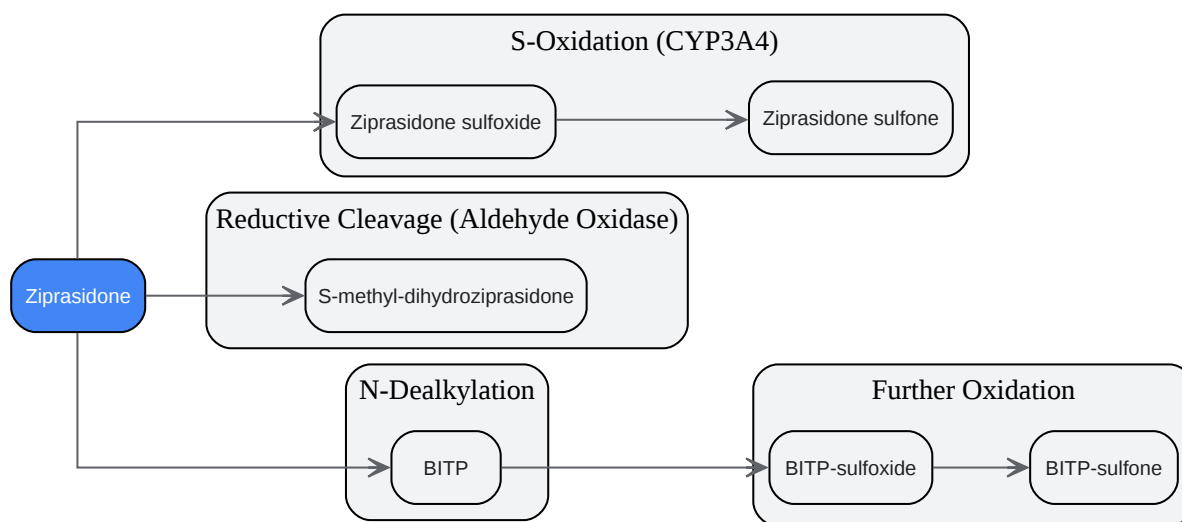 S-Oxidation (CYP3A4)
Ziprasidone sulfoxide
Ziprasidone sulfone
Reductive Cleavage (Aldehyde Oxidase)
Ziprasidone
S-methyl-dihydroziprasidone
N-Dealkylation
Further Oxidation
BITP
BITP-sulfoxide
BITP-sulfone